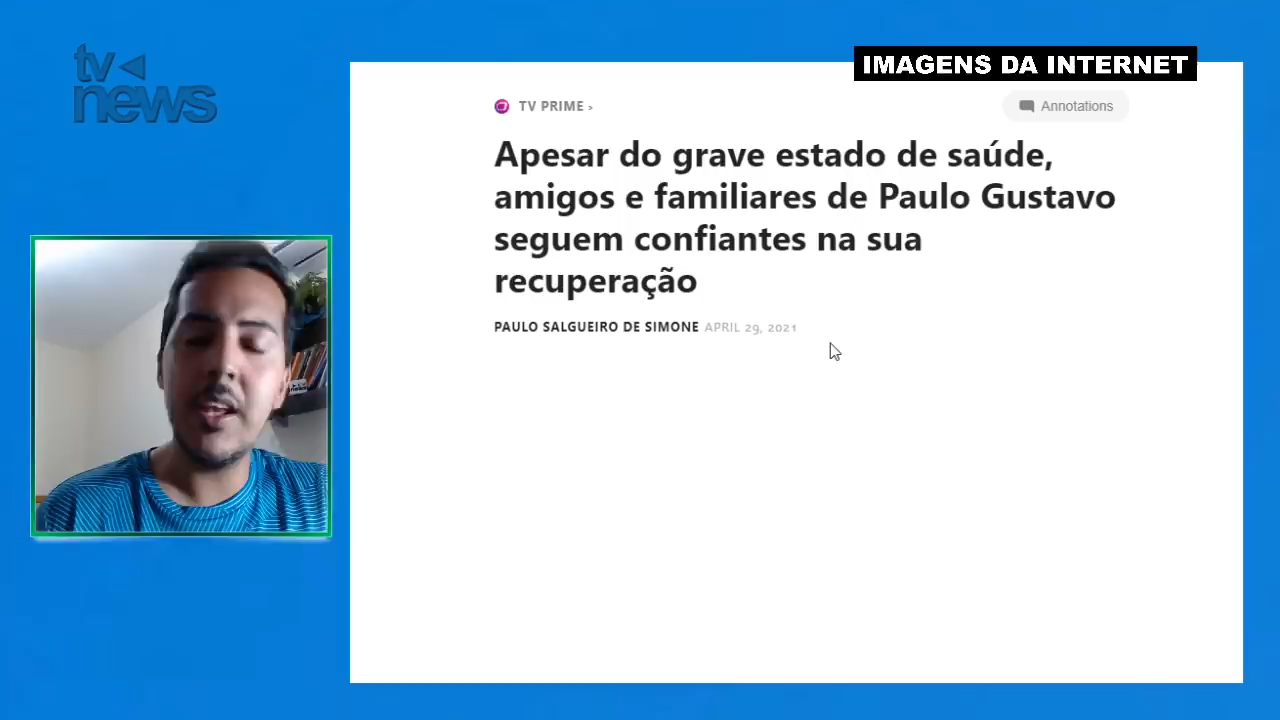 tv
news
IMAGENS DA INTERNET
TV PRIME ›
Annotations
Apesar do grave estado de saúde,
amigos e familiares de Paulo Gustavo
seguem confiantes na sua
recuperação
PAULO SALGUEIRO DE SIMONE APRIL 29, 2021